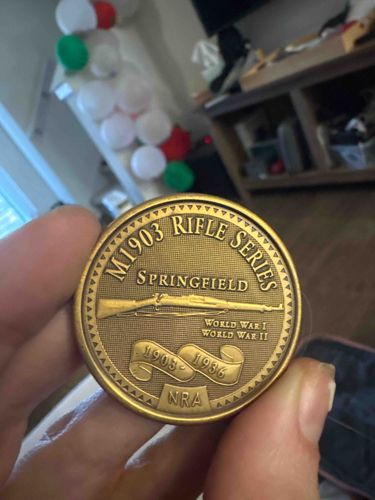 M1903 RIFLE SERIES
SPRINGFIELD
WORLD WAR I
WORLD WAR II
1903-1936
NRA